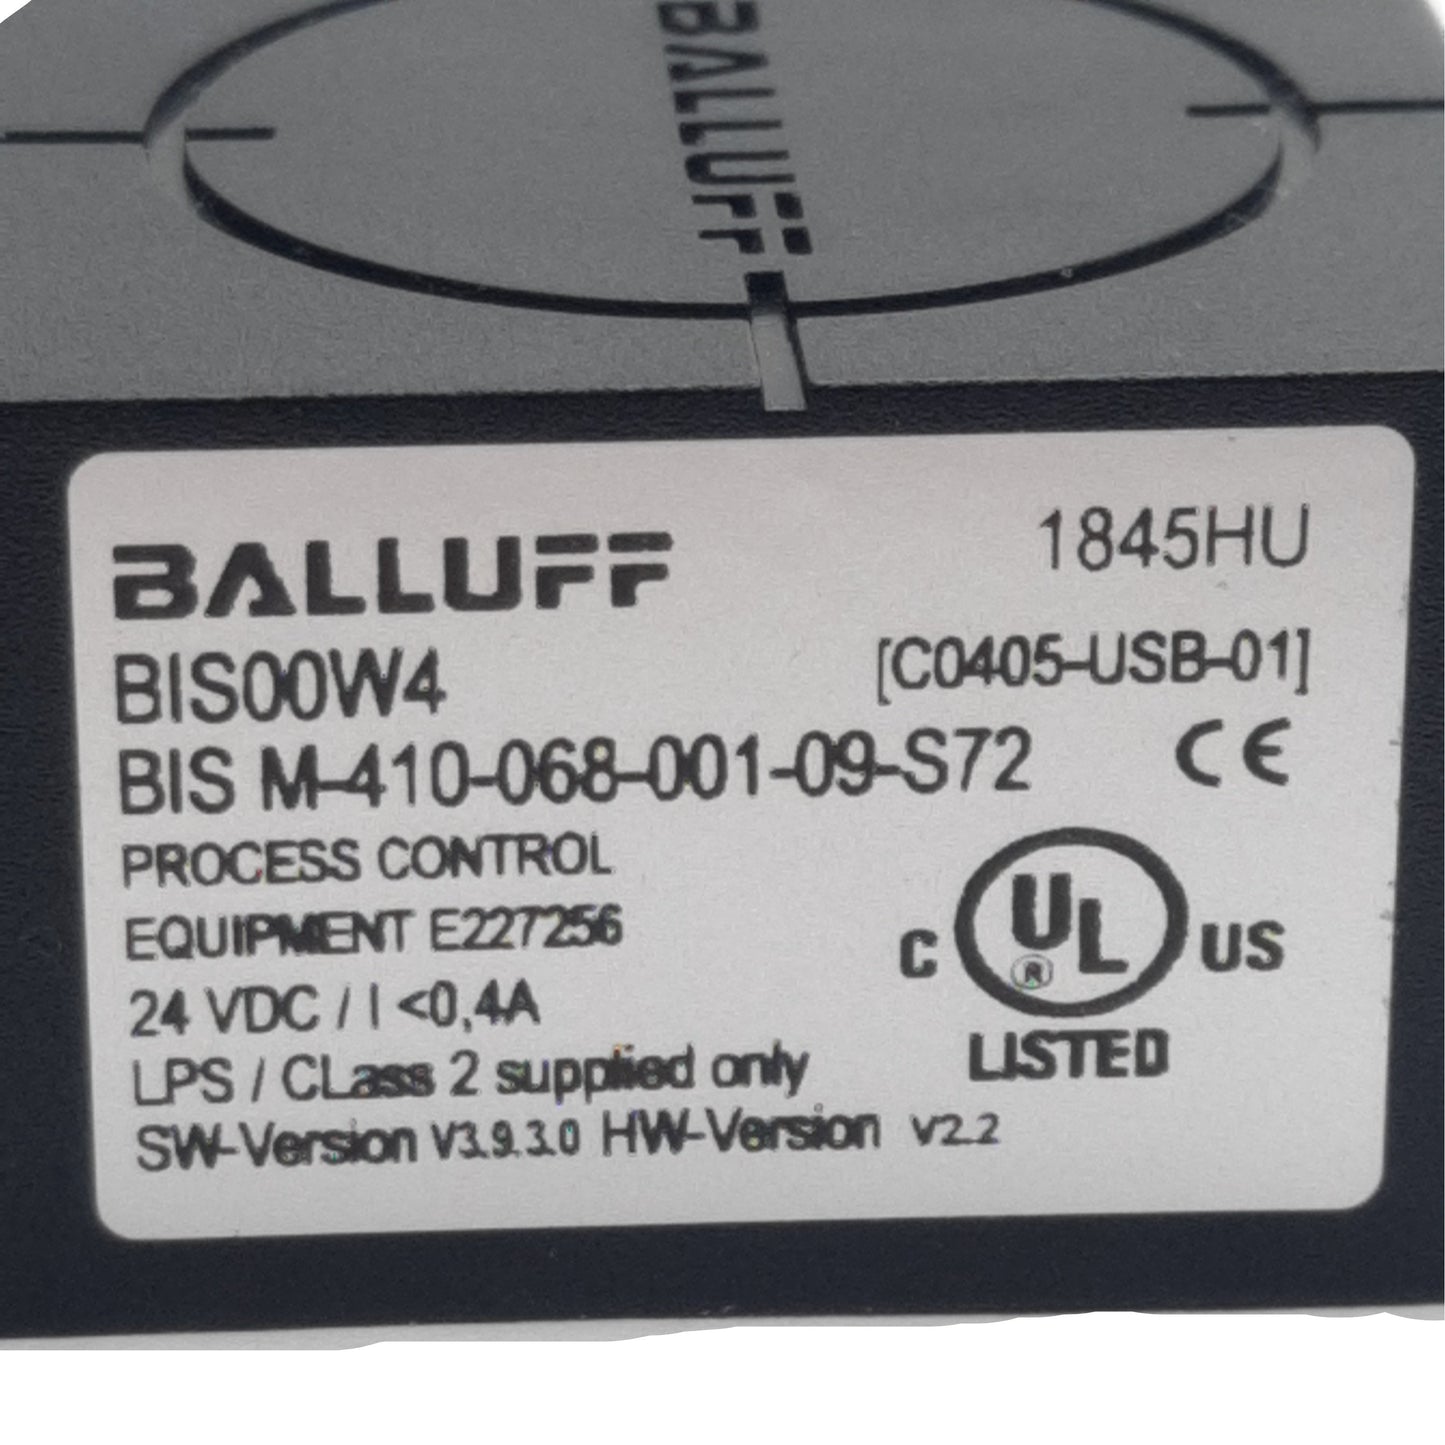 BALLUFF
BALLUFF
1845HU
BIS00W4
[C0405-USB-01]
BIS M-410-068-001-09-S72
CE
PROCESS CONTROL
EQUIPMENT E227256
24 VDC / I <0,4A
C UL ® US
LISTED
LPS / CLass 2 supplied only
SW-Version V3.9.3.0 HW-Version V2.2